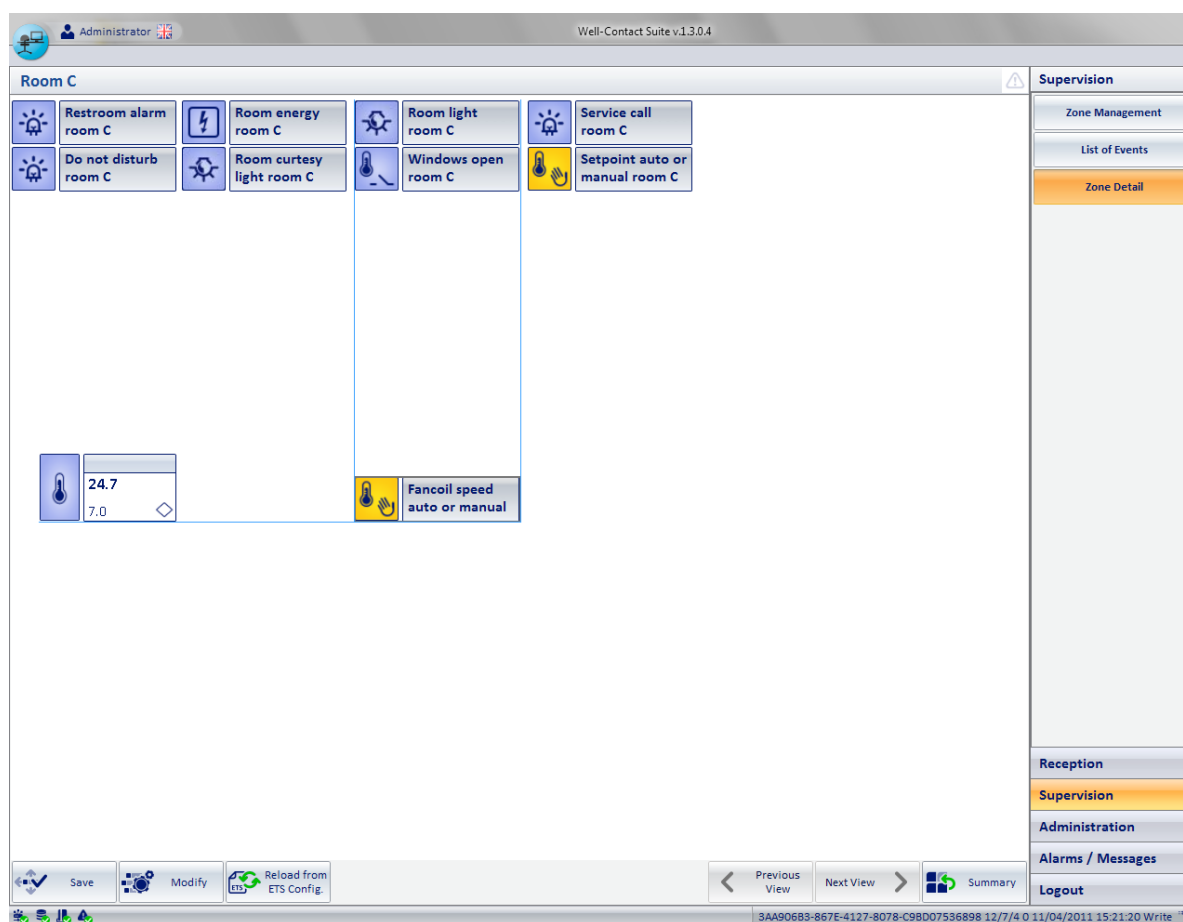 Administrator
Well-Contact Suite v.1.3.0.4
Room C
Supervision
Restroom alarm
room C
Room energy
room C
Room light
room C
Service call
room C
Zone Management
Do not disturb
room C
Room curtesy
light room C
Windows open
room C
Setpoint auto or
manual room C
List of Events
Zone Detail
24.7
7.0
Fancoil speed
auto or manual
Reception
Supervision
Administration
Alarms / Messages
Logout
Save
Modify
ETS
Reload from
ETS Config.
Previous
View
Next View
Summary
3AA906B3-867E-4127-8078-C9BD07536898 12/7/4 0 11/04/2011 15:21:20 Write